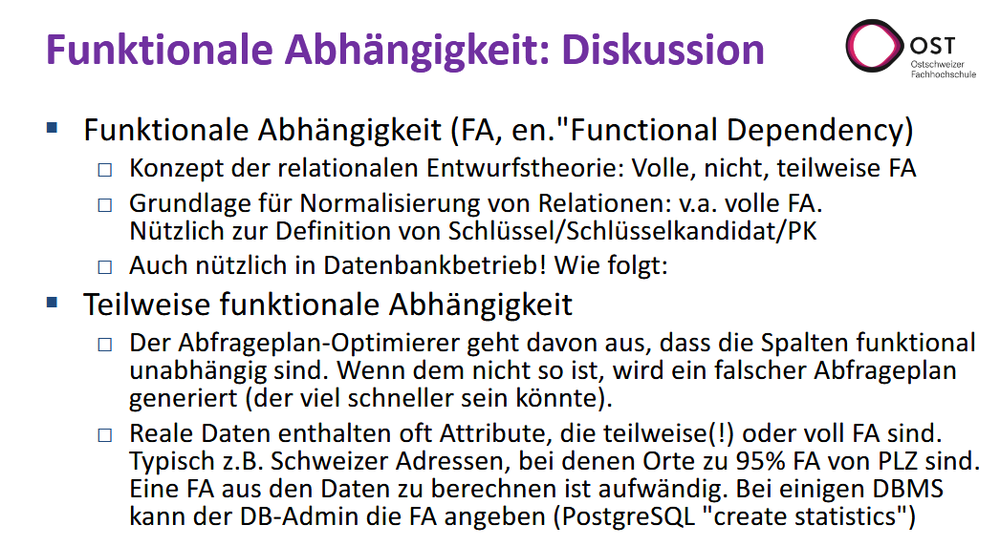 Funktionale Abhängigkeit: Diskussion
OST
Ostschweizer
Fachhochschule
Funktionale Abhängigkeit (FA, en."Functional Dependency)
Konzept der relationalen Entwurfstheorie: Volle, nicht, teilweise FA
Grundlage für Normalisierung von Relationen: v.a. volle FA.
Nützlich zur Definition von Schlüssel/Schlüsselkandidat/PK
Auch nützlich in Datenbankbetrieb! Wie folgt:
Teilweise funktionale Abhängigkeit
Der Abfrageplan-Optimierer geht davon aus, dass die Spalten funktional
unabhängig sind. Wenn dem nicht so ist, wird ein falscher Abfrageplan
generiert (der viel schneller sein könnte).
Reale Daten enthalten oft Attribute, die teilweise(!) oder voll FA sind.
Typisch z.B. Schweizer Adressen, bei denen Orte zu 95% FA von PLZ sind.
Eine FA aus den Daten zu berechnen ist aufwändig. Bei einigen DBMS
kann der DB-Admin die FA angeben (PostgreSQL "create statistics")